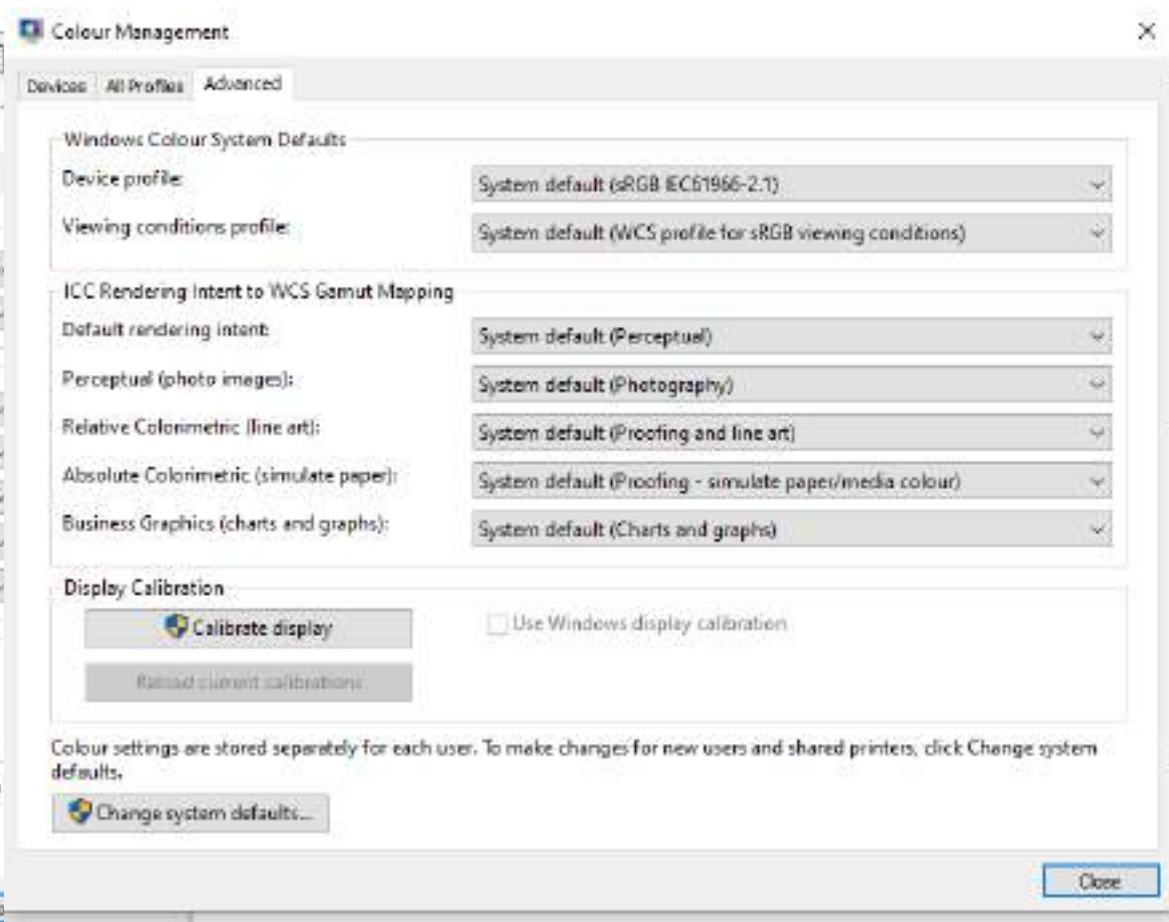 Colour Management
Devices All Profiles Advanced
Windows Colour System Defaults
Device profile: System default (sRGB IEC61966-2.1)
Viewing conditions profile: System default (WCS profile for sRGB viewing conditions)
ICC Rendering Intent to WCS Gamut Mapping
Default rendering intent: System default (Perceptual)
Perceptual (photo images): System default (Photography)
Relative Colorimetric (line art): System default (Proofing and line art)
Absolute Colorimetric (simulate paper): System default (Proofing - simulate paper/media colour)
Business Graphics (charts and graphs): System default (Charts and graphs)
Display Calibration
Calibrate display Use Windows display calibration
Reload current calibrations
Colour settings are stored separately for each user. To make changes for new users and shared printers, click Change system
defaults.
Change system defaults...
Close